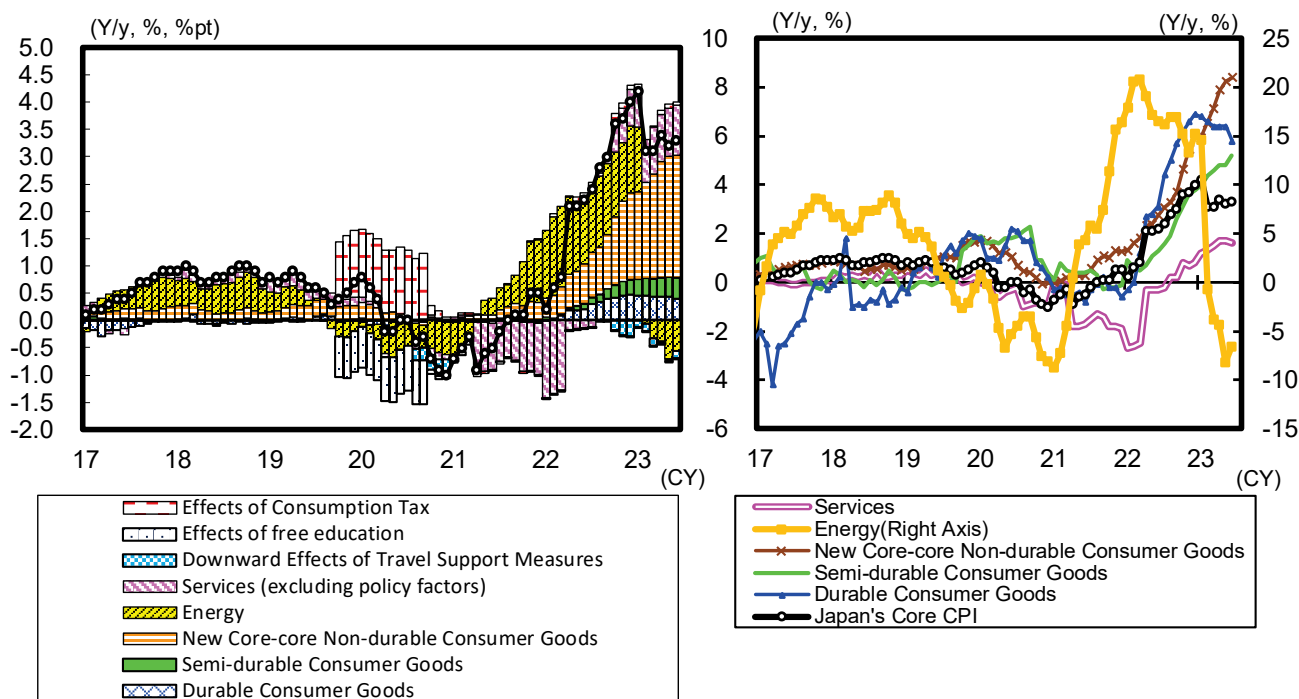 (Y/y, %, %pt)
5.0
4.5
4.0
3.5
3.0
2.5
2.0
1.5
1.0
0.5
0.0
-0.5
-1.0
-1.5
-2.0
17 18 19 20 21 22 23
(CY)
Effects of Consumption Tax
Effects of free education
Downward Effects of Travel Support Measures
Services (excluding policy factors)
Energy
New Core-core Non-durable Consumer Goods
Semi-durable Consumer Goods
Durable Consumer Goods
(Y/y, %)
(Y/y, %)
10
8
6
4
2
0
-2
-4
-6
25
20
15
10
5
0
-5
-10
-15
17 18 19 20 21 22 23
(CY)
Services
Energy(Right Axis)
New Core-core Non-durable Consumer Goods
Semi-durable Consumer Goods
Durable Consumer Goods
Japan's Core CPI